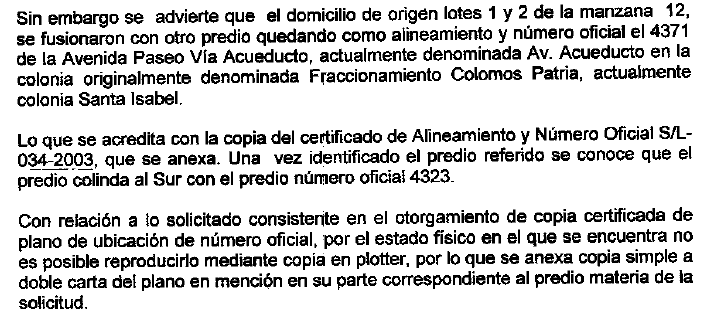 Sin embargo se advierte que el domicilio de origen lotes 1 y 2 de la manzana 12,
se fusionaron con otro predio quedando como alineamiento y número oficial el 4371
de la Avenida Paseo Vía Acueducto, actualmente denominada Av. Acueducto en la
colonia originalmente denominada Fraccionamiento Colomos Patria, actualmente
colonia Santa Isabel.
Lo que se acredita con la copia del certificado de Alineamiento y Número Oficial S/L-
034-2003, que se anexa. Una vez identificado el predio referido se conoce que el
predio colinda al Sur con el predio número oficial 4323.
Con relación a lo solicitado consistente en el otorgamiento de copia certificada de
plano de ubicación de número oficial, por el estado físico en el que se encuentra no
es posible reproducirlo mediante copia en plotter, por lo que se anexa copia simple a
doble carta del plano en mención en su parte correspondiente al predio materia de la
solicitud.